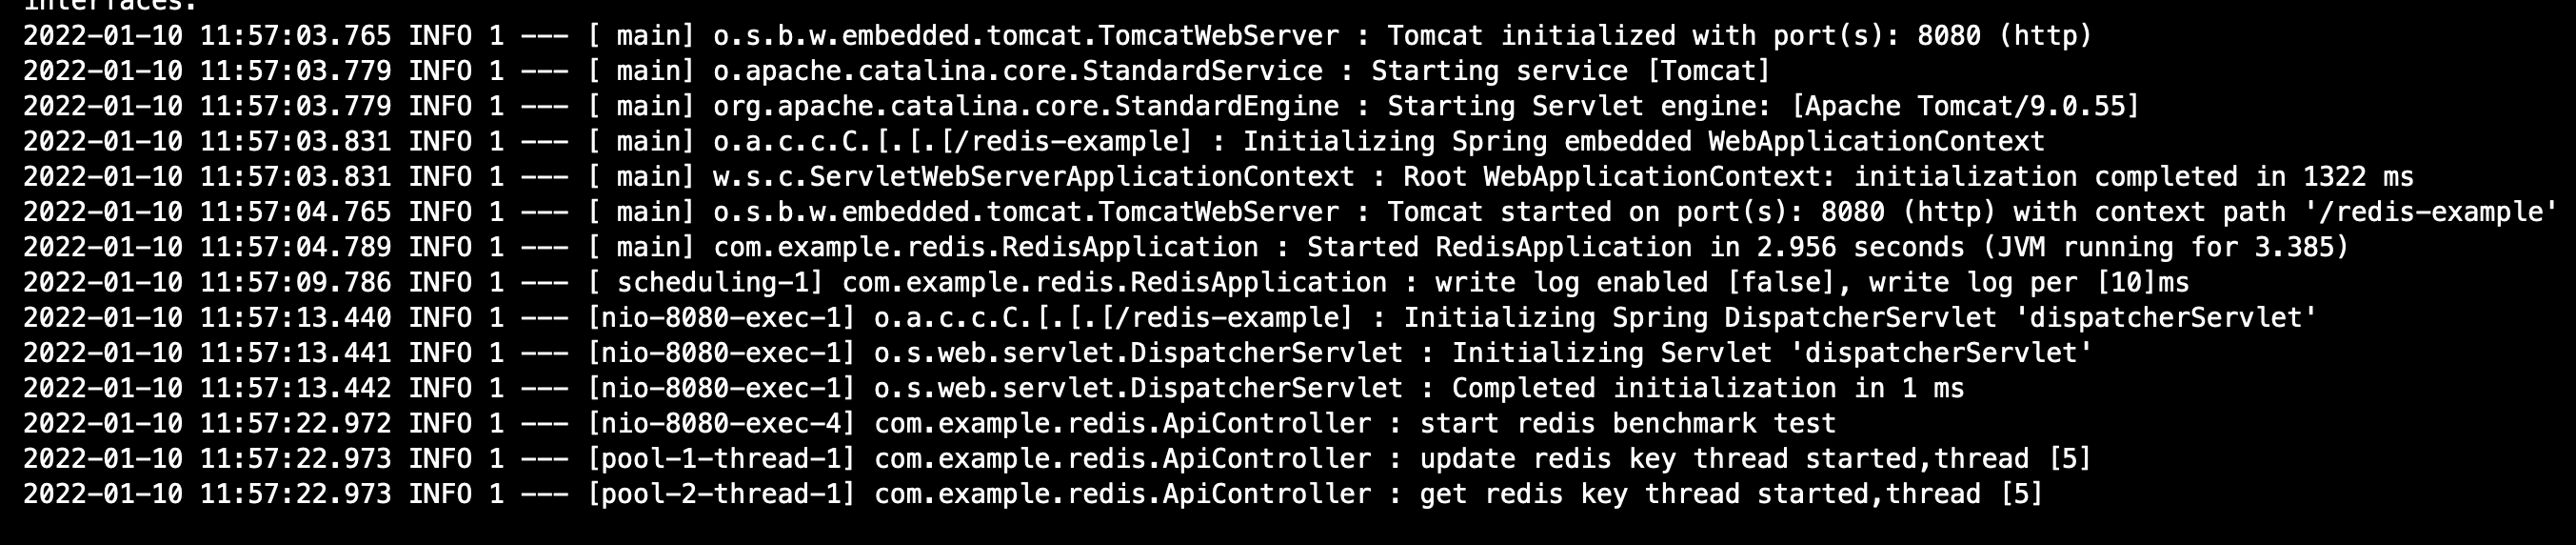 interfaces.
2022-01-10 11:57:03.765 INFO 1 --- [ main] o.s.b.w.embedded.tomcat.TomcatWebServer : Tomcat initialized with port(s): 8080 (http)
2022-01-10 11:57:03.779 INFO 1 --- [ main] o.apache.catalina.core.StandardService : Starting service [Tomcat]
2022-01-10 11:57:03.779 INFO 1 --- [ main] org.apache.catalina.core.StandardEngine : Starting Servlet engine: [Apache Tomcat/9.0.55]
2022-01-10 11:57:03.831 INFO 1 --- [ main] o.a.c.c.C.[.[.[/redis-example] : Initializing Spring embedded WebApplicationContext
2022-01-10 11:57:03.831 INFO 1 --- [ main] w.s.c.ServletWebServerApplicationContext : Root WebApplicationContext: initialization completed in 1322 ms
2022-01-10 11:57:04.765 INFO 1 --- [ main] o.s.b.w.embedded.tomcat.TomcatWebServer : Tomcat started on port(s): 8080 (http) with context path '/redis-example'
2022-01-10 11:57:04.789 INFO 1 --- [ main] com.example.redis.RedisApplication : Started RedisApplication in 2.956 seconds (JVM running for 3.385)
2022-01-10 11:57:09.786 INFO 1 --- [ scheduling-1] com.example.redis.RedisApplication : write log enabled [false], write log per [10]ms
2022-01-10 11:57:13.440 INFO 1 --- [nio-8080-exec-1] o.a.c.c.C.[.[.[/redis-example] : Initializing Spring DispatcherServlet 'dispatcherServlet'
2022-01-10 11:57:13.441 INFO 1 --- [nio-8080-exec-1] o.s.web.servlet.DispatcherServlet : Initializing Servlet 'dispatcherServlet'
2022-01-10 11:57:13.442 INFO 1 --- [nio-8080-exec-1] o.s.web.servlet.DispatcherServlet : Completed initialization in 1 ms
2022-01-10 11:57:22.972 INFO 1 --- [nio-8080-exec-4] com.example.redis.ApiController : start redis benchmark test
2022-01-10 11:57:22.973 INFO 1 --- [pool-1-thread-1] com.example.redis.ApiController : update redis key thread started,thread [5]
2022-01-10 11:57:22.973 INFO 1 --- [pool-2-thread-1] com.example.redis.ApiController : get redis key thread started,thread [5]